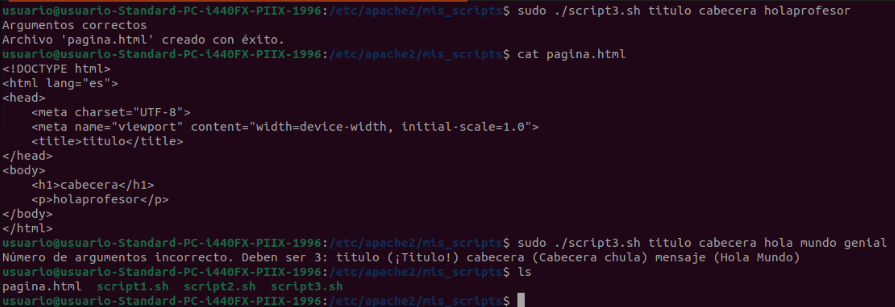 usuario@usuario-Standard-PC-i440FX-PIIX-1996:/etc/apache2/mis_scripts$ sudo ./script3.sh titulo cabecera holaprofesor
Argumentos correctos
Archivo 'pagina.html' creado con éxito.
usuario@usuario-Standard-PC-i440FX-PIIX-1996:/etc/apache2/mis_scripts$ cat pagina.html
<!DOCTYPE html>
<html lang="es">
<head>
    <meta charset="UTF-8">
    <meta name="viewport" content="width=device-width, initial-scale=1.0">
    <title>titulo</title>
</head>
<body>
    <h1>cabecera</h1>
    <p>holaprofesor</p>
</body>
</html>
usuario@usuario-Standard-PC-i440FX-PIIX-1996:/etc/apache2/mis_scripts$ sudo ./script3.sh titulo cabecera hola mundo genial
Número de argumentos incorrecto. Deben ser 3: titulo (¡Titulo!) cabecera (Cabecera chula) mensaje (Hola Mundo)
usuario@usuario-Standard-PC-i440FX-PIIX-1996:/etc/apache2/mis_scripts$ ls
pagina.html  script1.sh  script2.sh  script3.sh
usuario@usuario-Standard-PC-i440FX-PIIX-1996:/etc/apache2/mis_scripts$